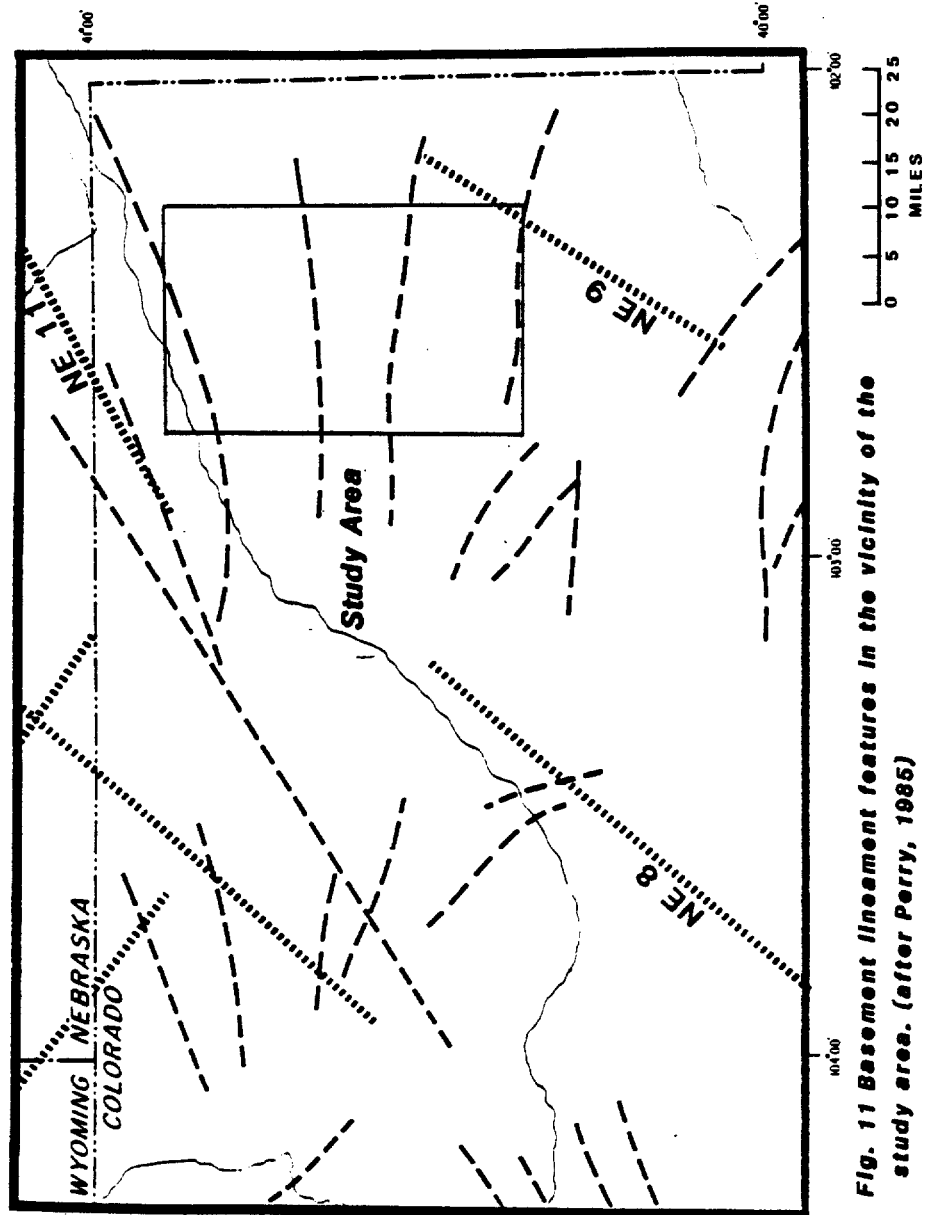 41°00'
40°00'
WYOMING NEBRASKA
COLORADO
NE 11
Study Area
NE 9
NE 8
104°00'
103°00'
102°00'
0 5 10 15 20 25
MILES
Fig. 11 Basement lineament features in the vicinity of the
study area. (after Perry, 1985)